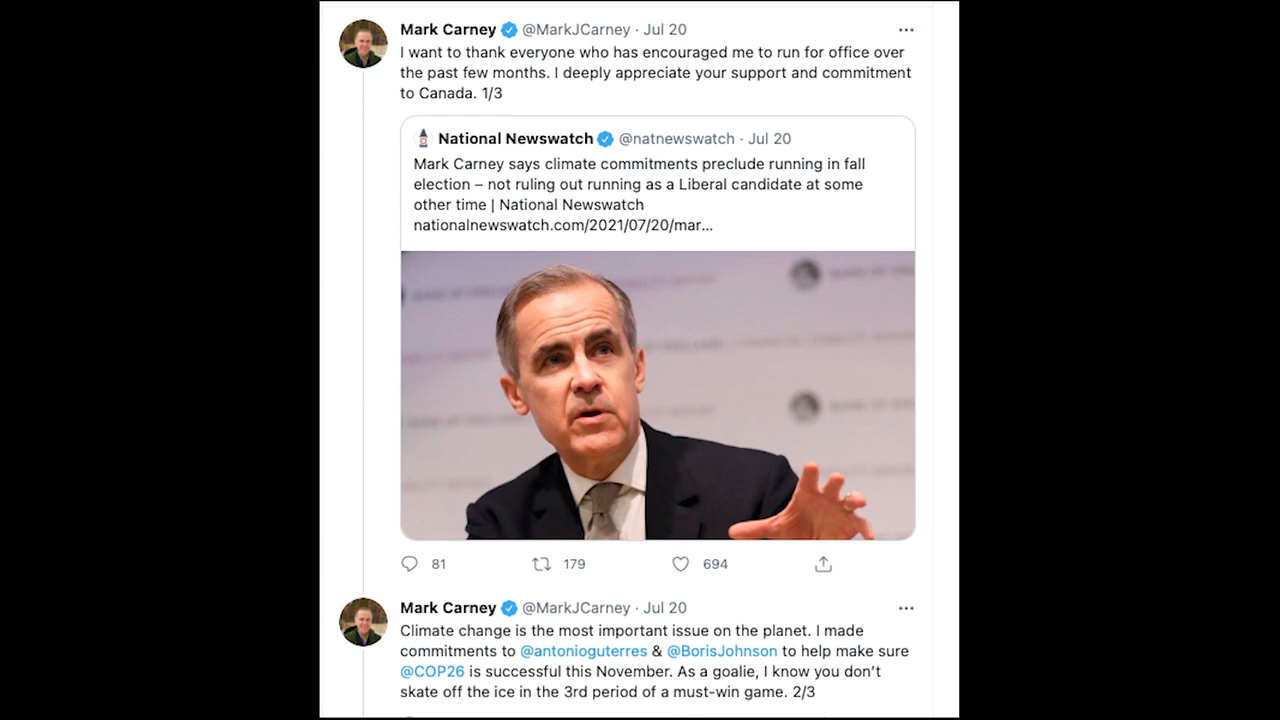 Mark Carney @MarkJCarney · Jul 20
I want to thank everyone who has encouraged me to run for office over
the past few months. I deeply appreciate your support and commitment
to Canada. 1/3
National Newswatch @natnewswatch · Jul 20
Mark Carney says climate commitments preclude running in fall
election – not ruling out running as a Liberal candidate at some
other time | National Newswatch
nationalnewswatch.com/2021/07/20/mar...
81 179 694
Mark Carney @MarkJCarney · Jul 20
Climate change is the most important issue on the planet. I made
commitments to @antonioguterres & @BorisJohnson to help make sure
@COP26 is successful this November. As a goalie, I know you don’t
skate off the ice in the 3rd period of a must-win game. 2/3